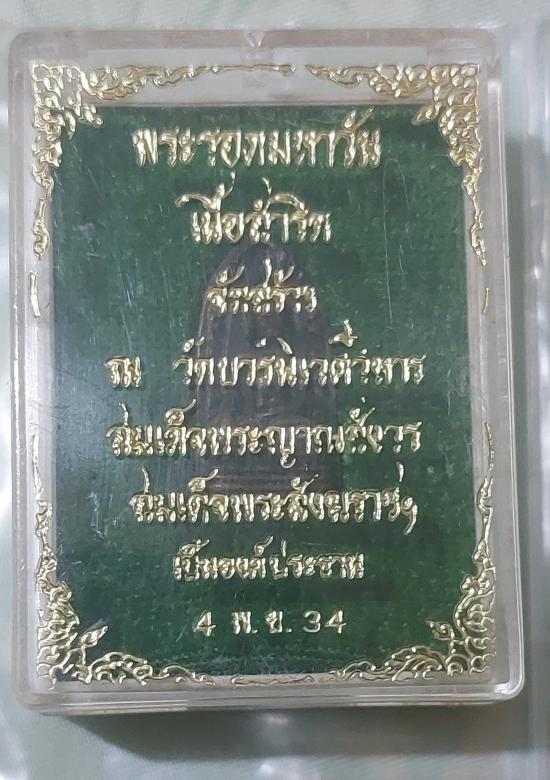 พระรอดมหาวัน
เนื้อสำริด
จัดสร้าง
ณ วัดบวรนิเวศวิหาร
สมเด็จพระญาณสังวร
สมเด็จพระสังฆราชฯ
เป็นองค์ประธาน
4 พ.ย. 34